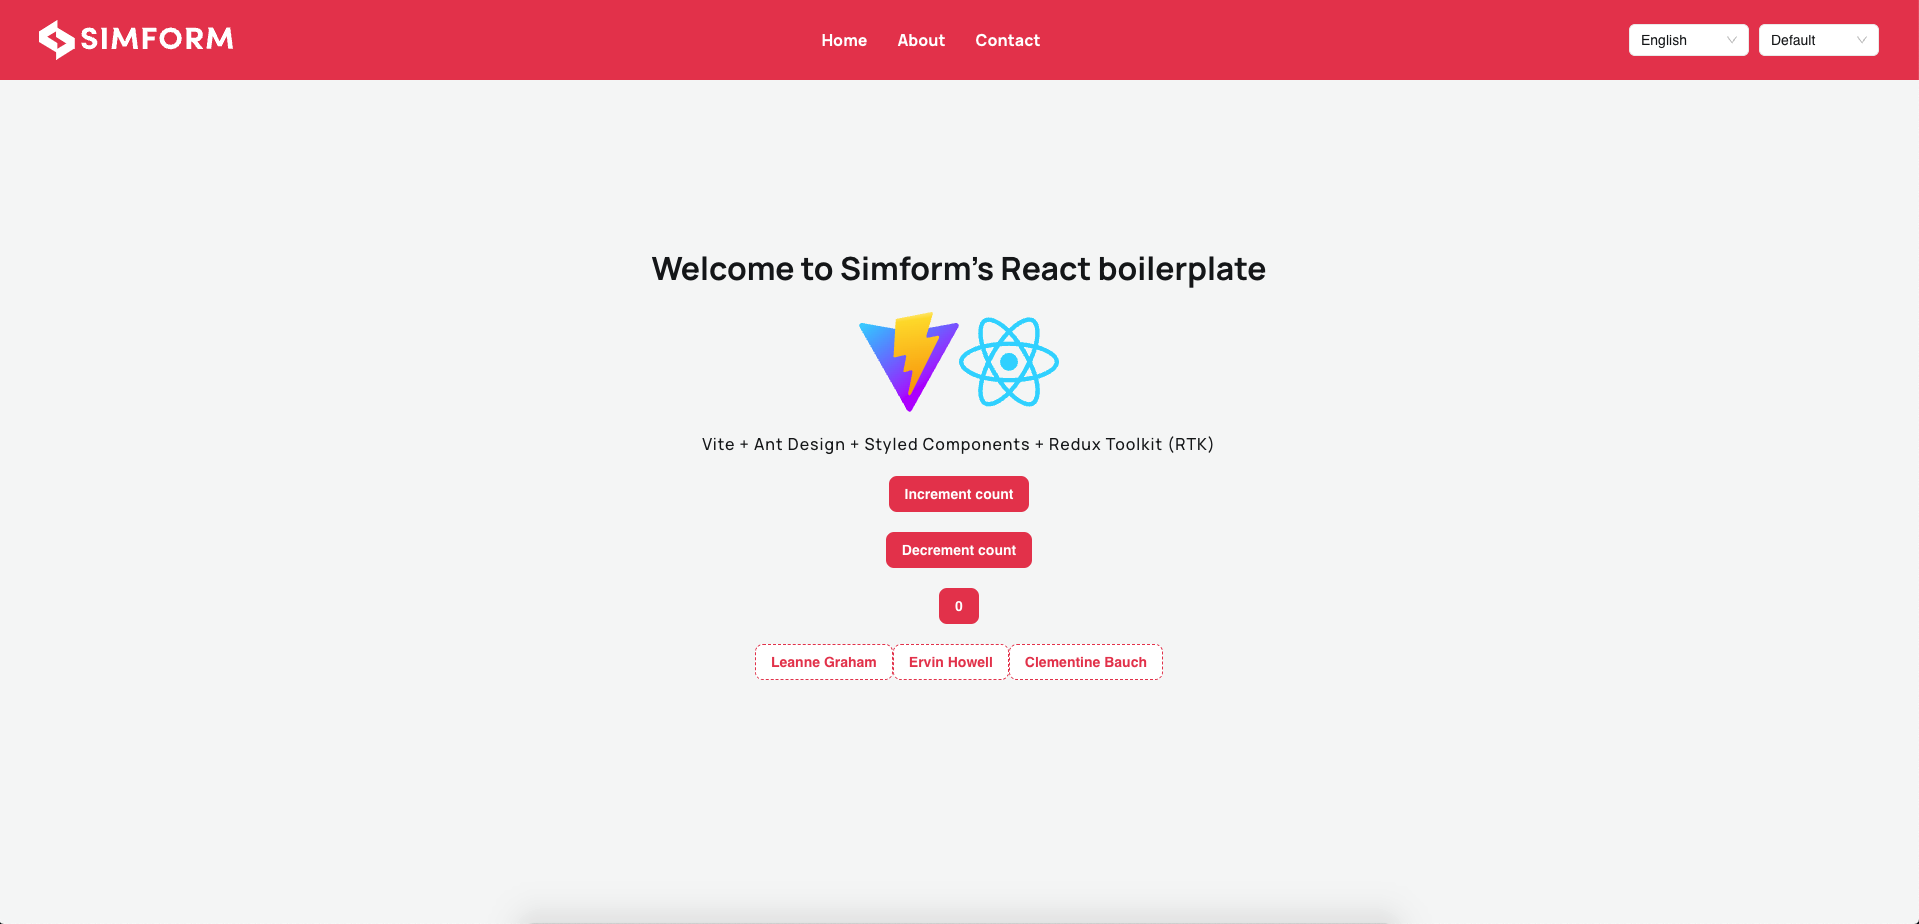 SIMFORM
Home About Contact
English Default
Welcome to Simform's React boilerplate
Vite + Ant Design + Styled Components + Redux Toolkit (RTK)
Increment count
Decrement count
0
Leanne Graham Ervin Howell Clementine Bauch